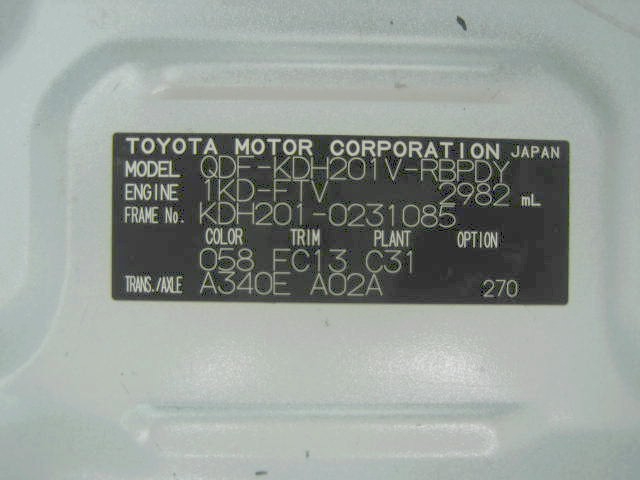 TOYOTA MOTOR CORPORATION JAPAN
MODEL QDF-KDH201V-RBPDY
ENGINE 1KD-FTV 2982 mL
FRAME No. KDH201-0231085
COLOR TRIM PLANT OPTION
058 FC13 C31
TRANS./AXLE A340E A02A 270